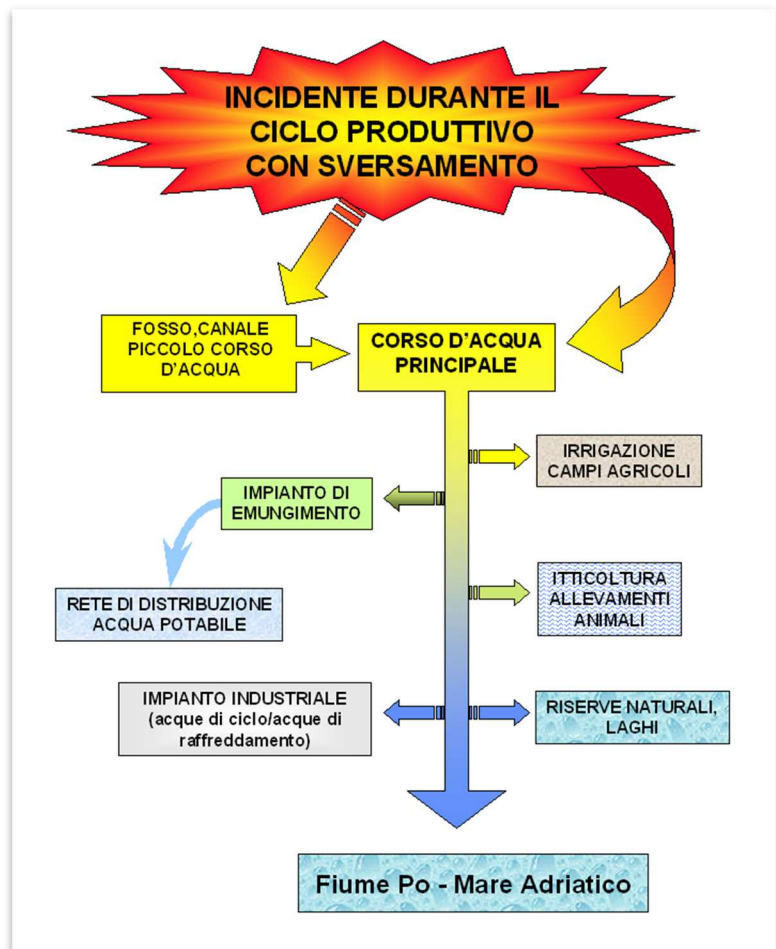 INCIDENTE DURANTE IL
CICLO PRODUTTIVO
CON SVERSAMENTO
FOSSO,CANALE
PICCOLO CORSO
D'ACQUA
CORSO D'ACQUA
PRINCIPALE
IRRIGAZIONE
CAMPI AGRICOLI
IMPIANTO DI
EMUNGIMENTO
ITTICOLTURA
ALLEVAMENTI
ANIMALI
RETE DI DISTRIBUZIONE
ACQUA POTABILE
IMPIANTO INDUSTRIALE
(acque di ciclo/acque di
raffreddamento)
RISERVE NATURALI,
LAGHI
Fiume Po - Mare Adriatico